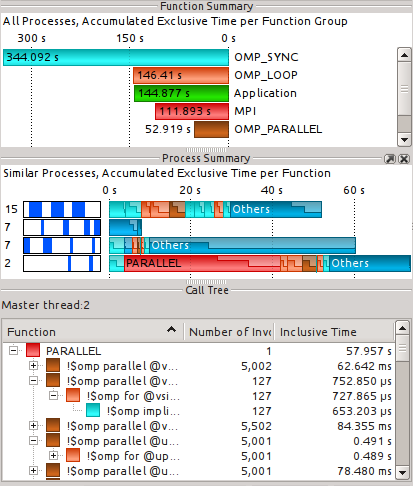 Function Summary
All Processes, Accumulated Exclusive Time per Function Group
300 s 150 s 0 s
344.092 s OMP_SYNC
146.41 s OMP_LOOP
144.877 s Application
111.893 s MPI
52.919 s OMP_PARALLEL
Process Summary
Similar Processes, Accumulated Exclusive Time per Function
0 s 20 s 40 s 60 s
15 Others
7
7 Others
2 PARALLEL Others
Call Tree
Master thread:2
Function Number of Invo Inclusive Time
PARALLEL 1 57.957 s
!$omp parallel @v... 5,002 62.642 ms
!$omp parallel @v... 127 752.850 µs
!$omp for @vsi... 127 727.865 µs
!$omp impli... 127 653.203 µs
!$omp parallel @v... 5,502 84.355 ms
!$omp parallel @u... 5,001 0.491 s
!$omp for @up... 5,001 0.489 s
!$omp parallel @u... 5,001 78.480 ms